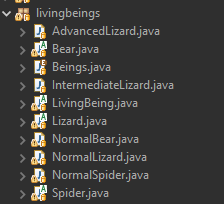 livingbeings
AdvancedLizard.java
Bear.java
Beings.java
IntermediateLizard.java
LivingBeing.java
Lizard.java
NormalBear.java
NormalLizard.java
NormalSpider.java
Spider.java